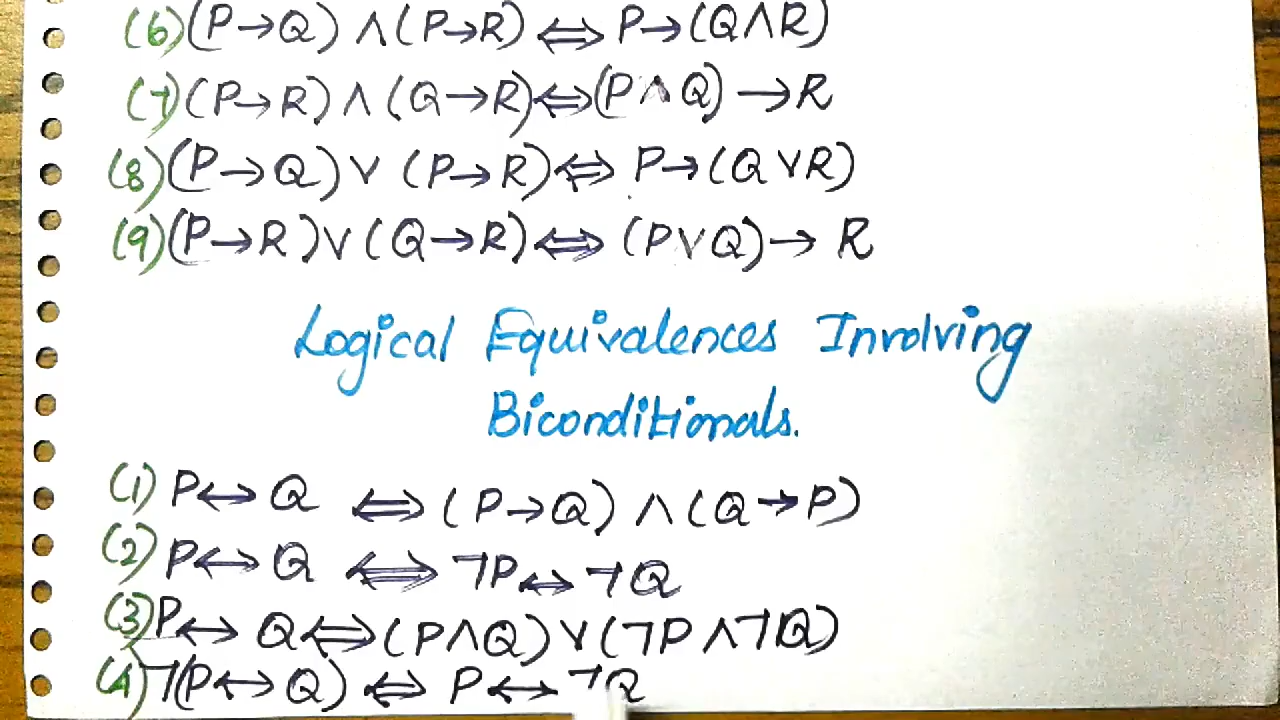 (6) (P→Q) ∧ (P→R) ⇔ P→(Q∧R)
(7) (P→R) ∧ (Q→R) ⇔ (P∧Q) →R
(8) (P→Q) ∨ (P→R) ⇔ P→(Q∨R)
(9) (P→R) ∨ (Q→R) ⇔ (P∨Q)→ R
Logical Equivalences Involving
Biconditionals.
(1) P↔Q ⇔ (P→Q) ∧ (Q→P)
(2) P↔Q ⇔ ¬P↔¬Q
(3) P↔Q ⇔ (P∧Q) ∨ (¬P∧¬Q)
(4) ¬(P↔Q) ⇔ P↔¬Q